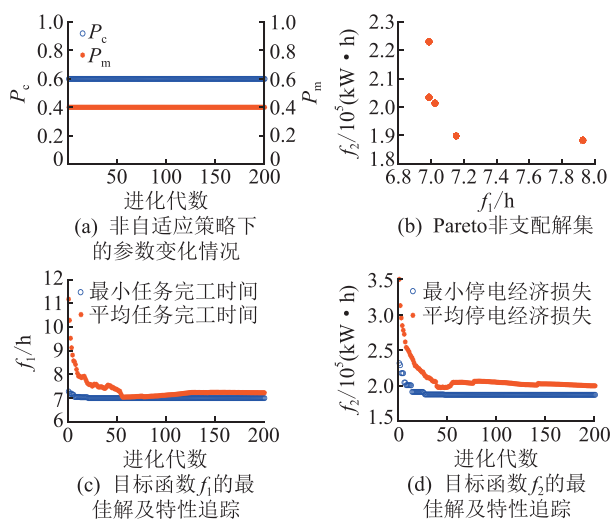 1.0 1.0
P_c
P_m
0.8 0.8
0.6 0.6
0.4 0.4
0.2 0.2
0 0
P_c
P_m
50 100 150 200
进化代数
(a) 非自适应策略下
的参数变化情况
2.3
2.2
2.1
2.0
1.9
1.8
f_2/10^5(kW•h)
6.8 7.0 7.2 7.4 7.6 7.8 8.0
f_1/h
(b) Pareto非支配解集
12
11
10
9
8
7
6
f_1/h
最小任务完工时间
平均任务完工时间
0 50 100 150 200
进化代数
(c) 目标函数f_1的最
佳解及特性追踪
3.5
3.0
2.5
2.0
1.5
f_2/10^5(kW•h)
最小停电经济损失
平均停电经济损失
0 50 100 150 200
进化代数
(d) 目标函数f_2的最
佳解及特性追踪